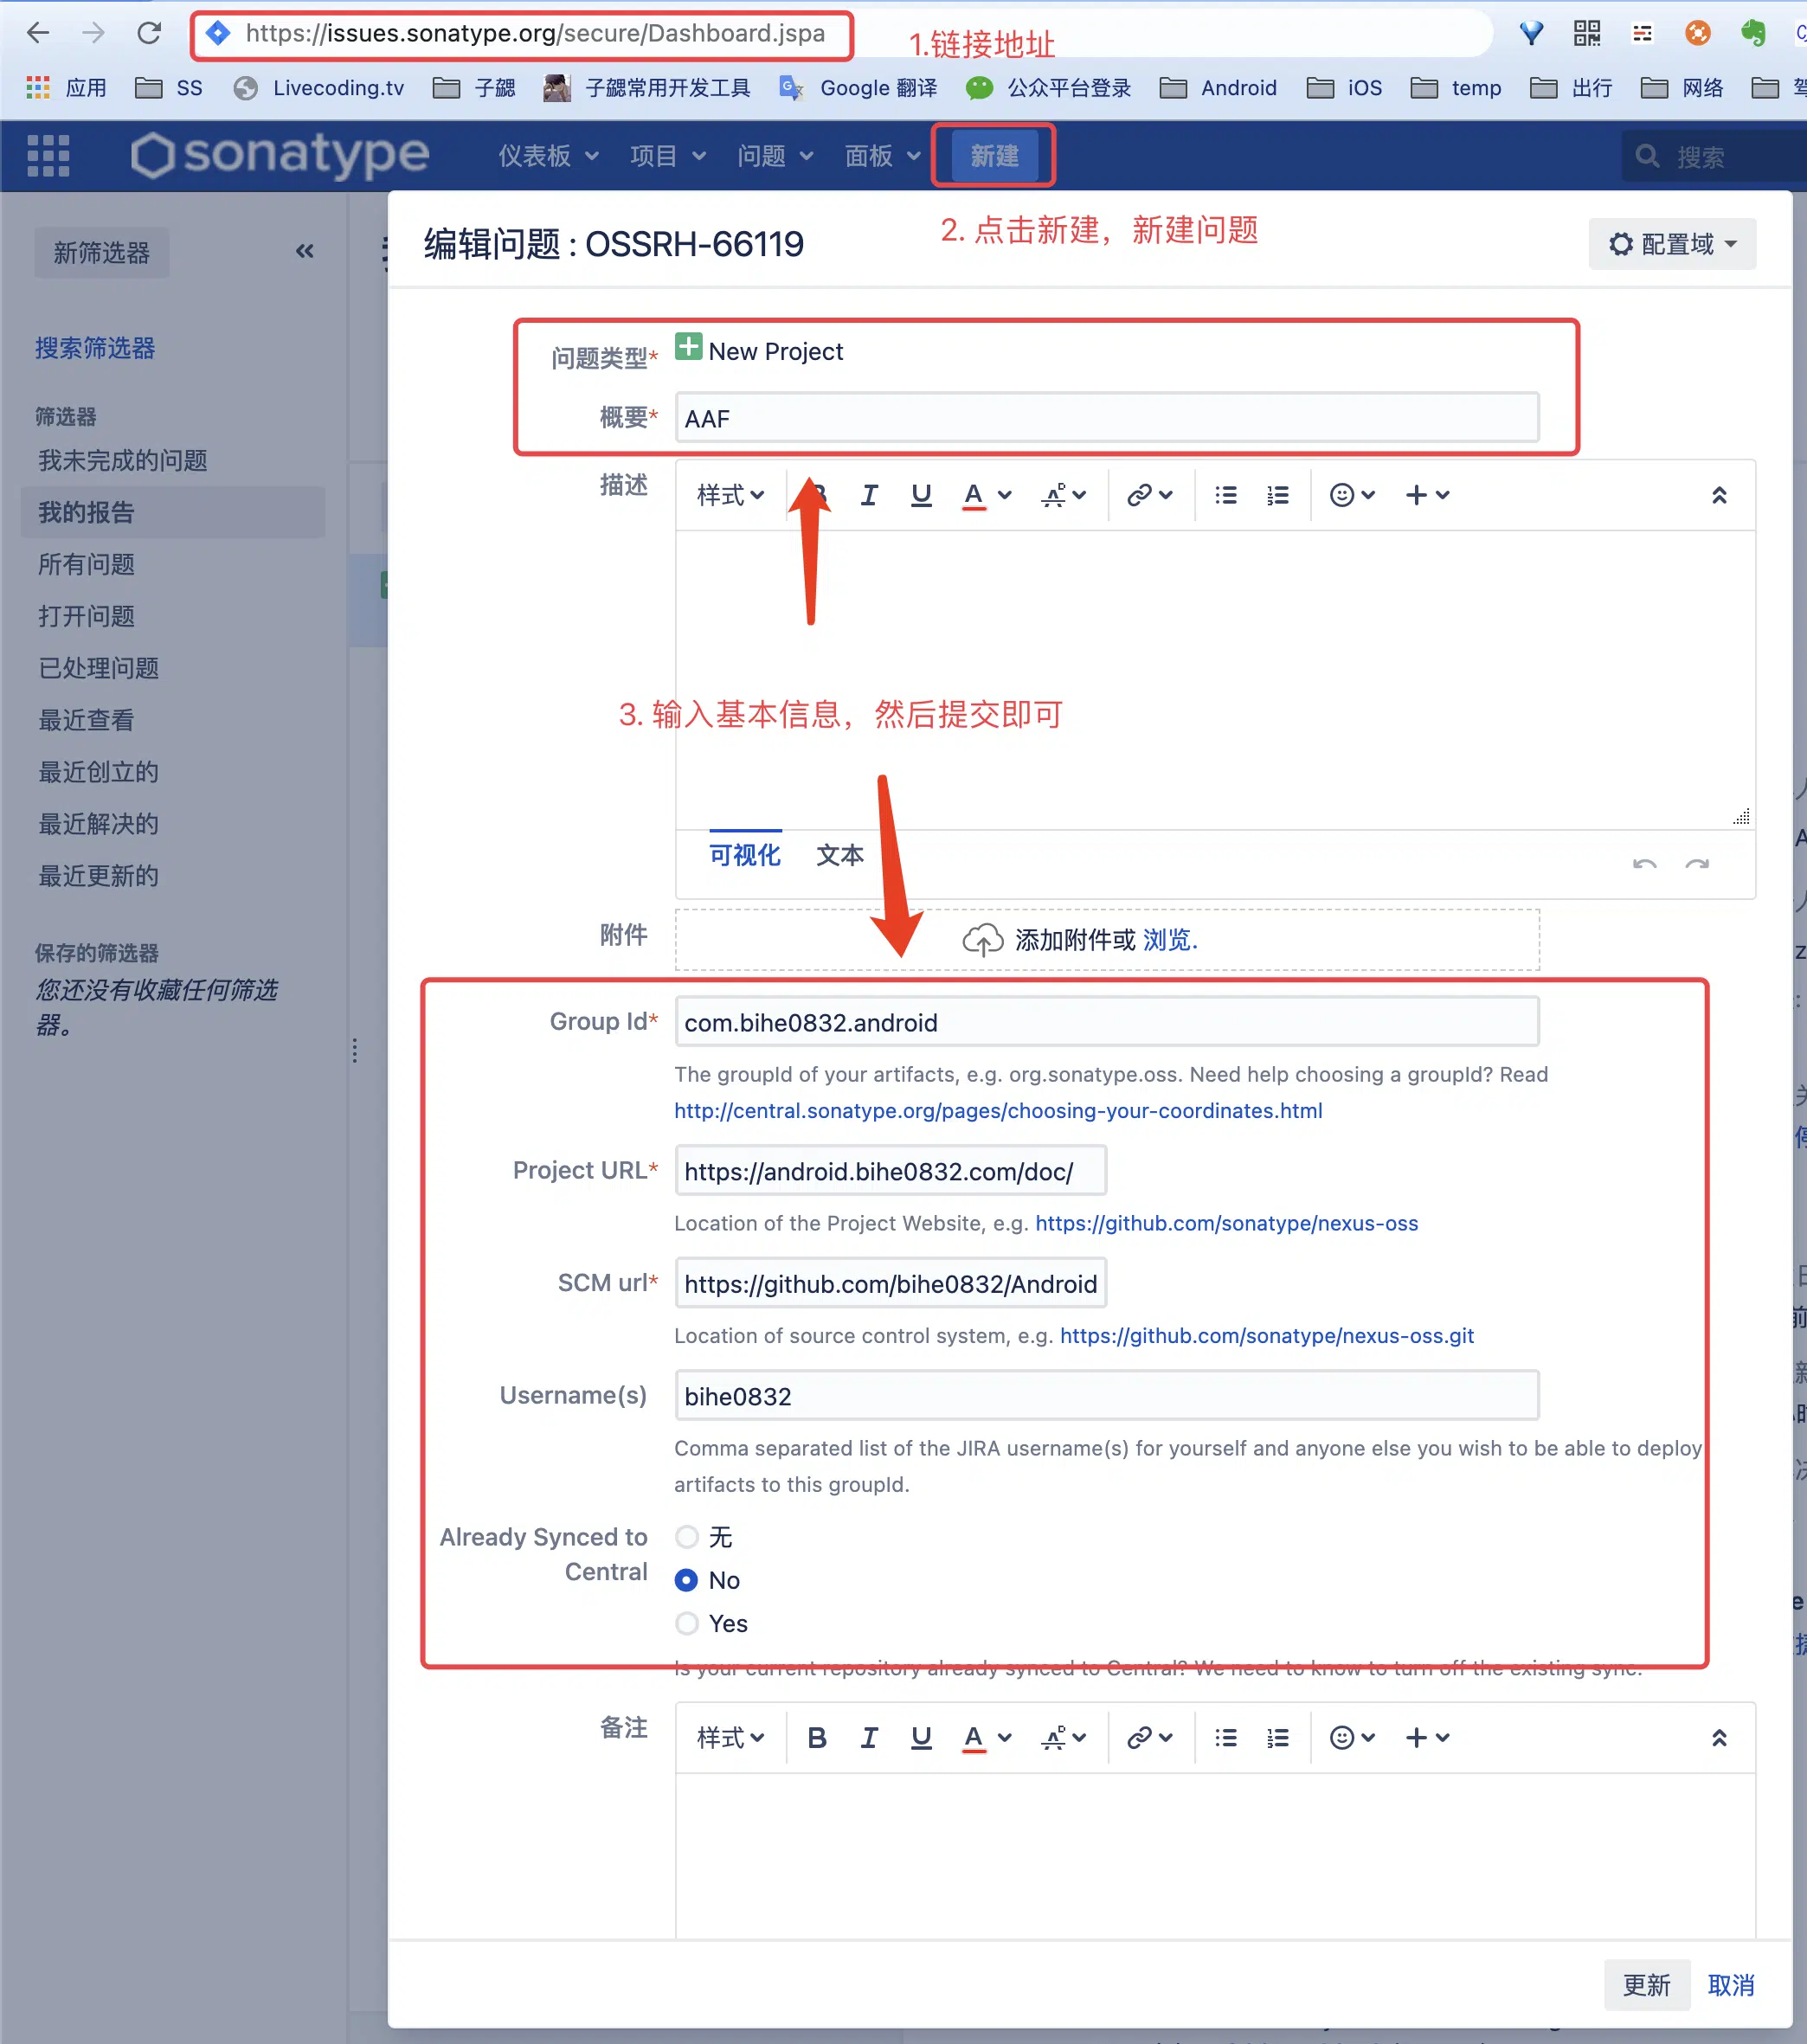 https://issues.sonatype.org/secure/Dashboard.jspa
1.链接地址
应用 SS Livecoding.tv 子勰 子勰常用开发工具 Google 翻译 公众平台登录 Android iOS temp 出行 网络
sonatype 仪表板 项目 问题 面板 新建 搜索
新筛选器 «
搜索筛选器
筛选器
我未完成的问题
我的报告
所有问题
打开问题
已处理问题
最近查看
最近创立的
最近解决的
最近更新的
保存的筛选器
您还没有收藏任何筛选
器。
编辑问题 : OSSRH-66119
2. 点击新建，新建问题
配置域
问题类型* New Project
概要* AAF
描述
样式 B I U A
3. 输入基本信息，然后提交即可
可视化 文本
附件 添加附件或 浏览.
Group Id* com.bihe0832.android
The groupId of your artifacts, e.g. org.sonatype.oss. Need help choosing a groupId? Read
http://central.sonatype.org/pages/choosing-your-coordinates.html
Project URL* https://android.bihe0832.com/doc/
Location of the Project Website, e.g. https://github.com/sonatype/nexus-oss
SCM url* https://github.com/bihe0832/Android
Location of source control system, e.g. https://github.com/sonatype/nexus-oss.git
Username(s) bihe0832
Comma separated list of the JIRA username(s) for yourself and anyone else you wish to be able to deploy
artifacts to this groupId.
Already Synced to
Central
无
No
Yes
Is your current repository already synced to Central? We need to know to turn off the existing sync.
备注
样式 B I U A
更新 取消